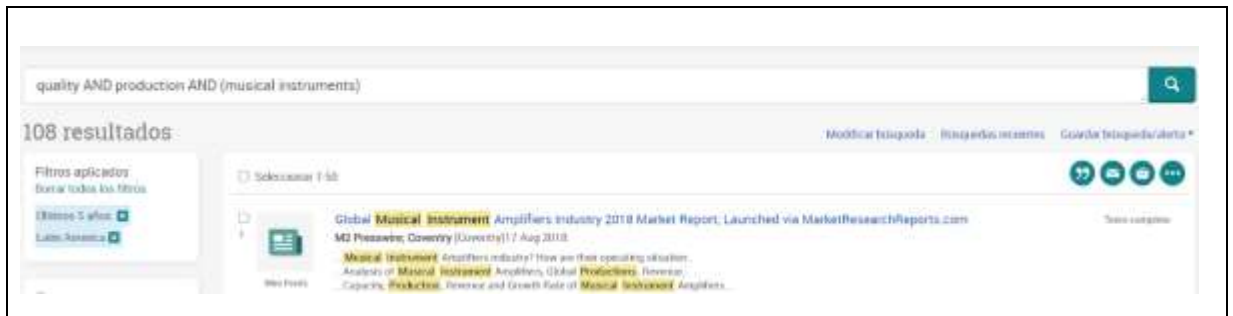 quality AND production AND (musical instruments)
108 resultados
Modificar búsqueda Búsquedas recientes Guardar búsqueda/alerta
Filtros aplicados
Borrar todos los filtros
Últimos 5 años
Latin America
Seleccionar 1-50
Global Musical Instrument Amplifiers Industry 2018 Market Report, Launched via MarketResearchReports.com
Texto completo
M2 Presswire; Coventry [Coventry]17 Aug 2018.
Musical Instrument Amplifiers industry? How are their operating situation...
Analysis of Musical Instrument Amplifiers, Global Productions, Revenue...
Capacity, Production, Revenue and Growth Rate of Musical Instrument Amplifiers...